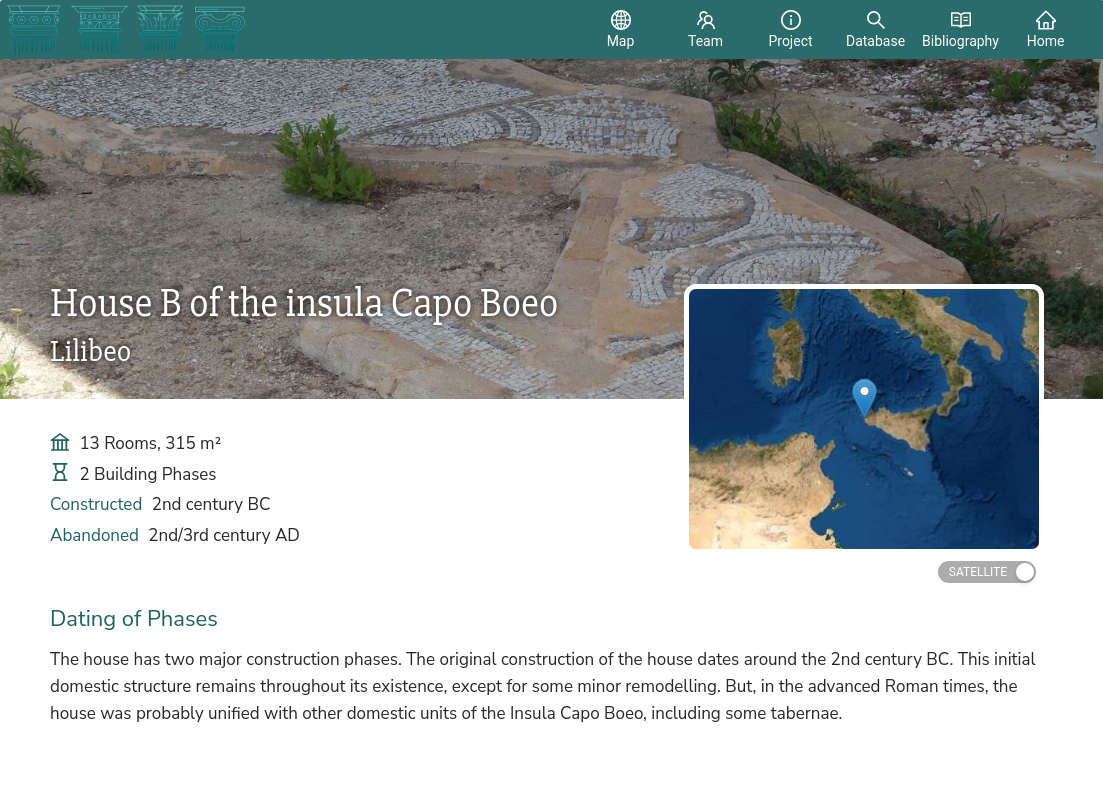 Map
Team
Project
Database
Bibliography
Home
House B of the insula Capo Boeo
Lilibeo
13 Rooms, 315 m²
2 Building Phases
Constructed 2nd century BC
Abandoned 2nd/3rd century AD
SATELLITE
Dating of Phases
The house has two major construction phases. The original construction of the house dates around the 2nd century BC. This initial
domestic structure remains throughout its existence, except for some minor remodelling. But, in the advanced Roman times, the
house was probably unified with other domestic units of the Insula Capo Boeo, including some tabernae.